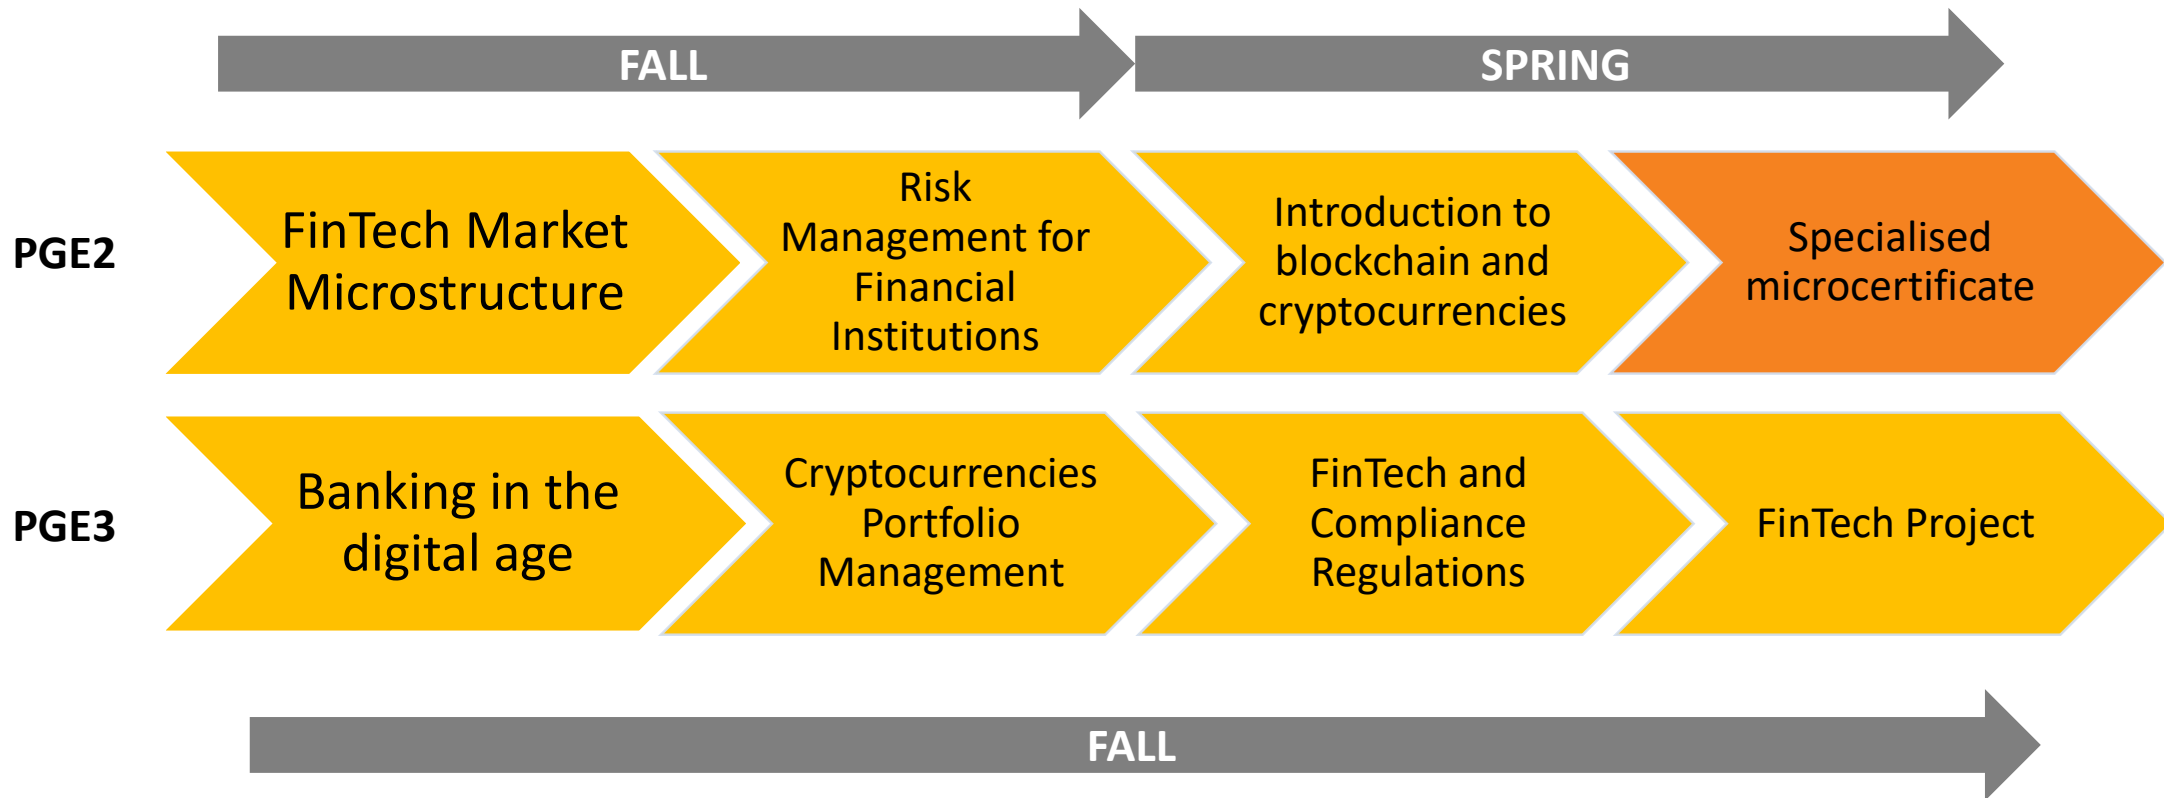 FALL
SPRING
PGE2
FinTech Market
Microstructure
Risk
Management for
Financial
Institutions
Introduction to
blockchain and
cryptocurrencies
Specialised
microcertificate
PGE3
Banking in the
digital age
Cryptocurrencies
Portfolio
Management
FinTech and
Compliance
Regulations
FinTech Project
FALL